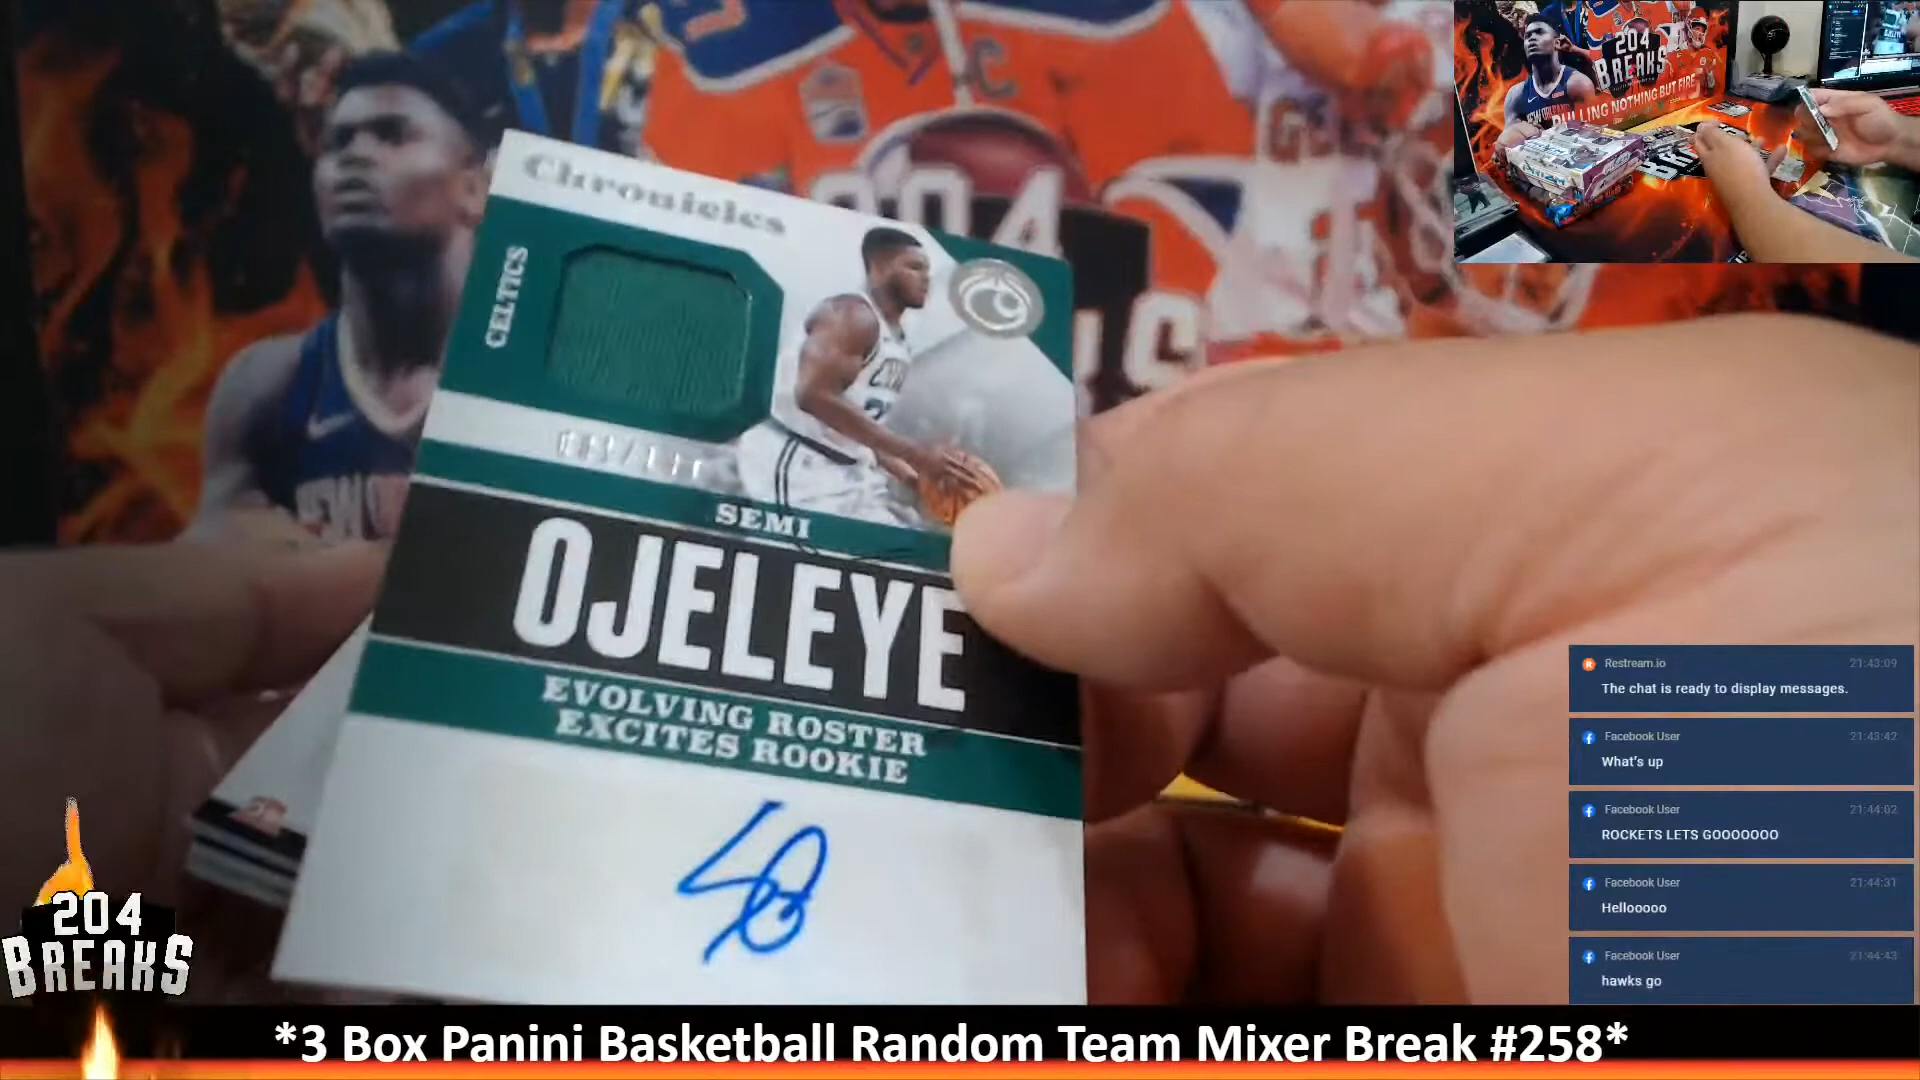 Chronicles
CELTICS
SEMI
OJELEYE
EVOLVING ROSTER
EXCITES ROOKIE
204
BREAKS
204
BREAKS
PULLING NOTHING BUT FIRE
Restream.io 21:43:09
The chat is ready to display messages.
Facebook User 21:43:42
What's up
Facebook User 21:44:02
ROCKETS LETS GOOOOOOO
Facebook User 21:44:31
Hellooooo
Facebook User 21:44:43
hawks go
*3 Box Panini Basketball Random Team Mixer Break #258*